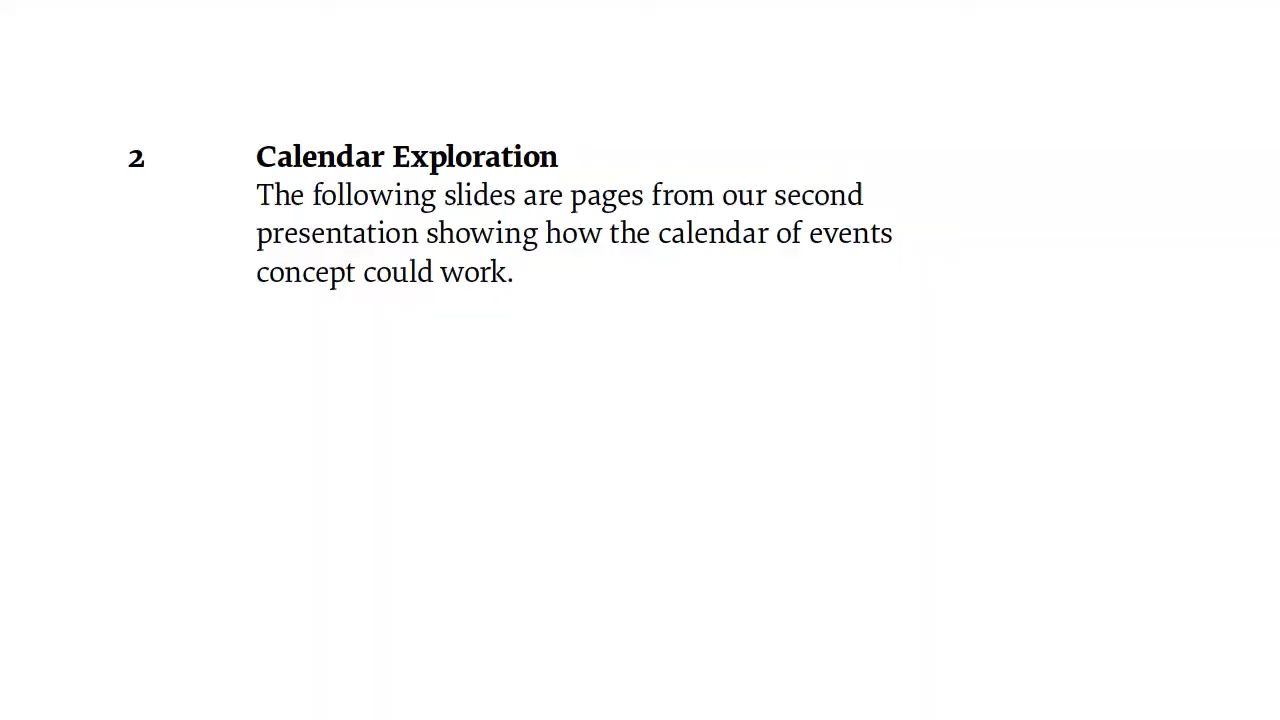 2 Calendar Exploration
The following slides are pages from our second
presentation showing how the calendar of events
concept could work.